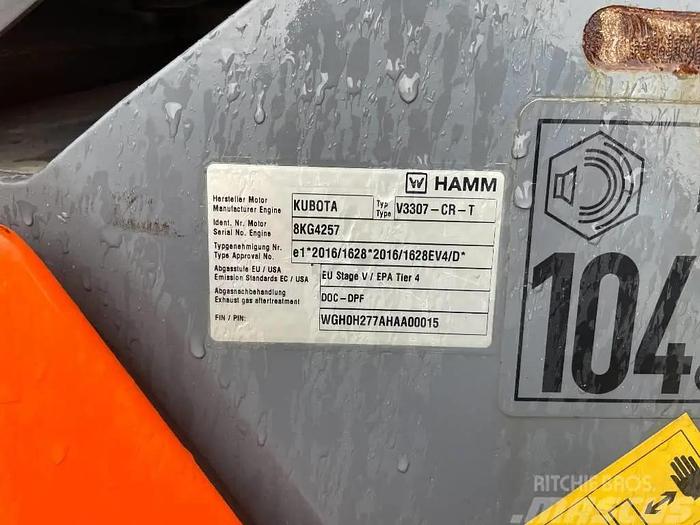 HAMM
Hersteller Motor
Manufacturer Engine
KUBOTA
Typ
Type
V3307-CR-T
Ident. Nr. Motor
Serial No. Engine
8KG4257
Typgenehmigung Nr.
Type Approval No.
e1*2016/1628*2016/1628EV4/D*
Abgasstufe EU / USA
Emission Standards EC / USA
EU Stage V / EPA Tier 4
Abgasnachbehandlung
Exhaust gas aftertreatment
DOC-DPF
FIN / PIN:
WGH0H277AHAA00015
104
RITCHIE BROS.
MASCUS